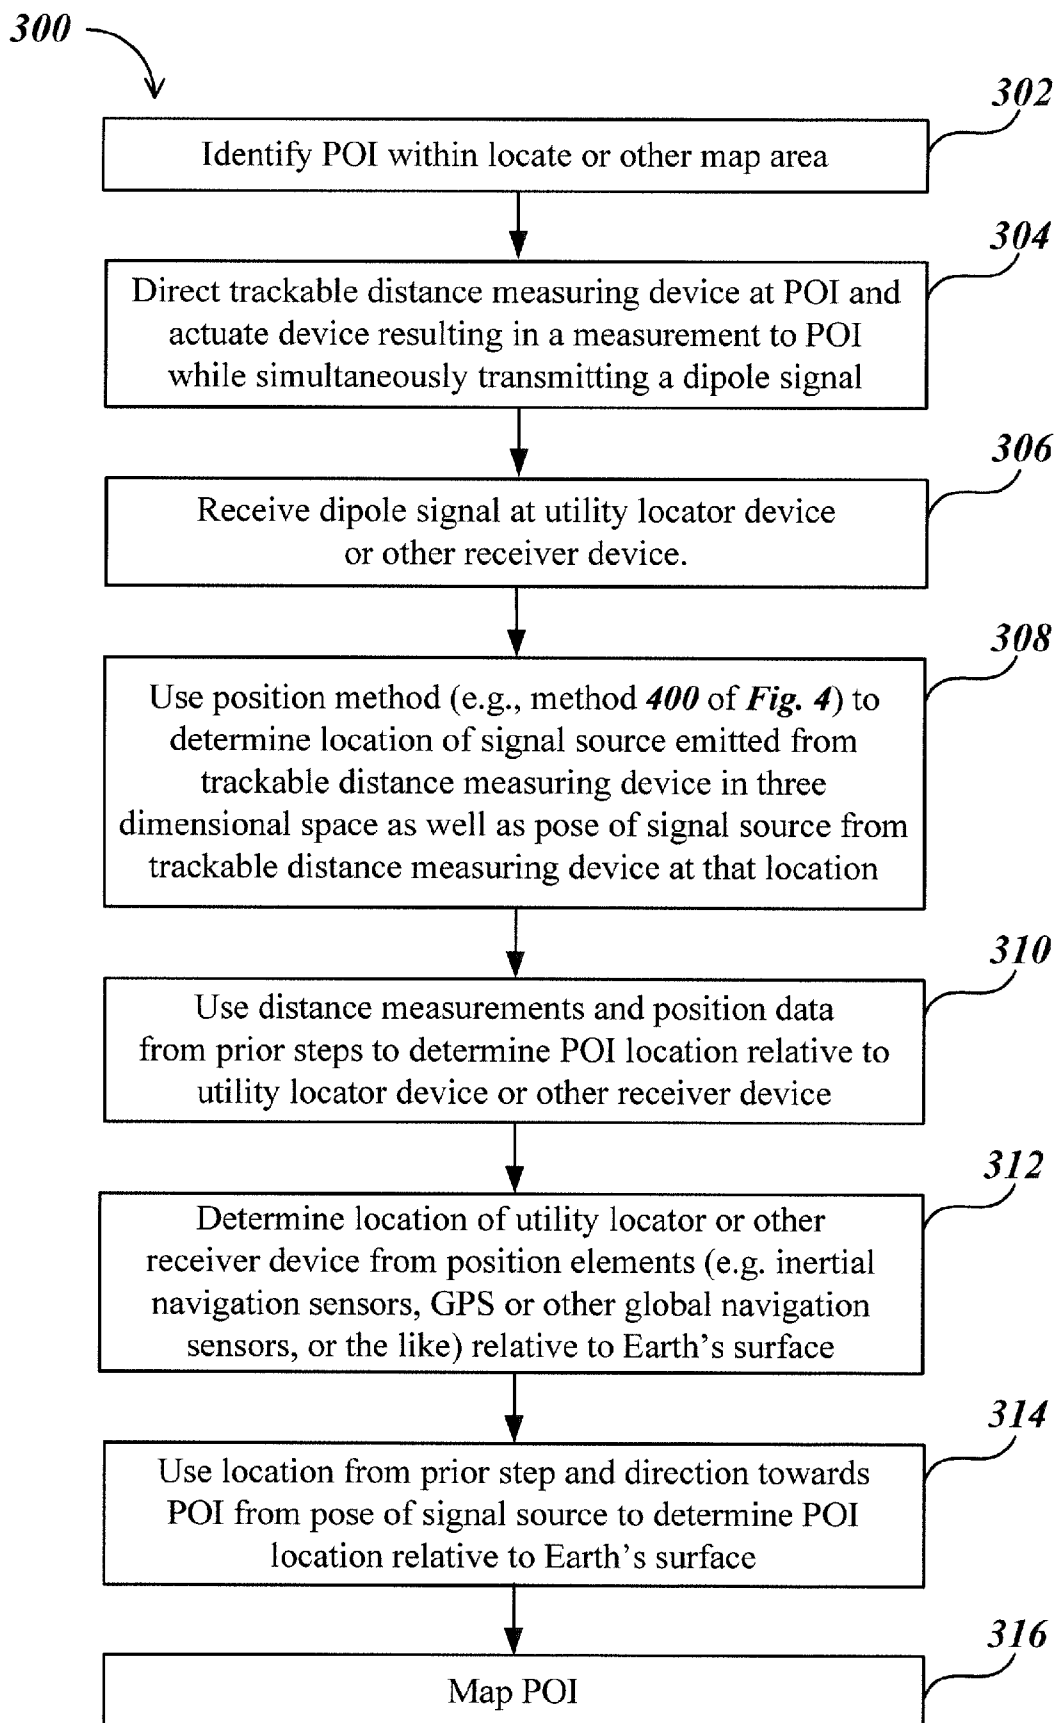 300
302
Identify POI within locate or other map area
304
Direct trackable distance measuring device at POI and
actuate device resulting in a measurement to POI
while simultaneously transmitting a dipole signal
306
Receive dipole signal at utility locator device
or other receiver device.
308
Use position method (e.g., method 400 of Fig. 4) to
determine location of signal source emitted from
trackable distance measuring device in three
dimensional space as well as pose of signal source from
trackable distance measuring device at that location
310
Use distance measurements and position data
from prior steps to determine POI location relative to
utility locator device or other receiver device
312
Determine location of utility locator or other
receiver device from position elements (e.g. inertial
navigation sensors, GPS or other global navigation
sensors, or the like) relative to Earth's surface
314
Use location from prior step and direction towards
POI from pose of signal source to determine POI
location relative to Earth's surface
316
Map POI